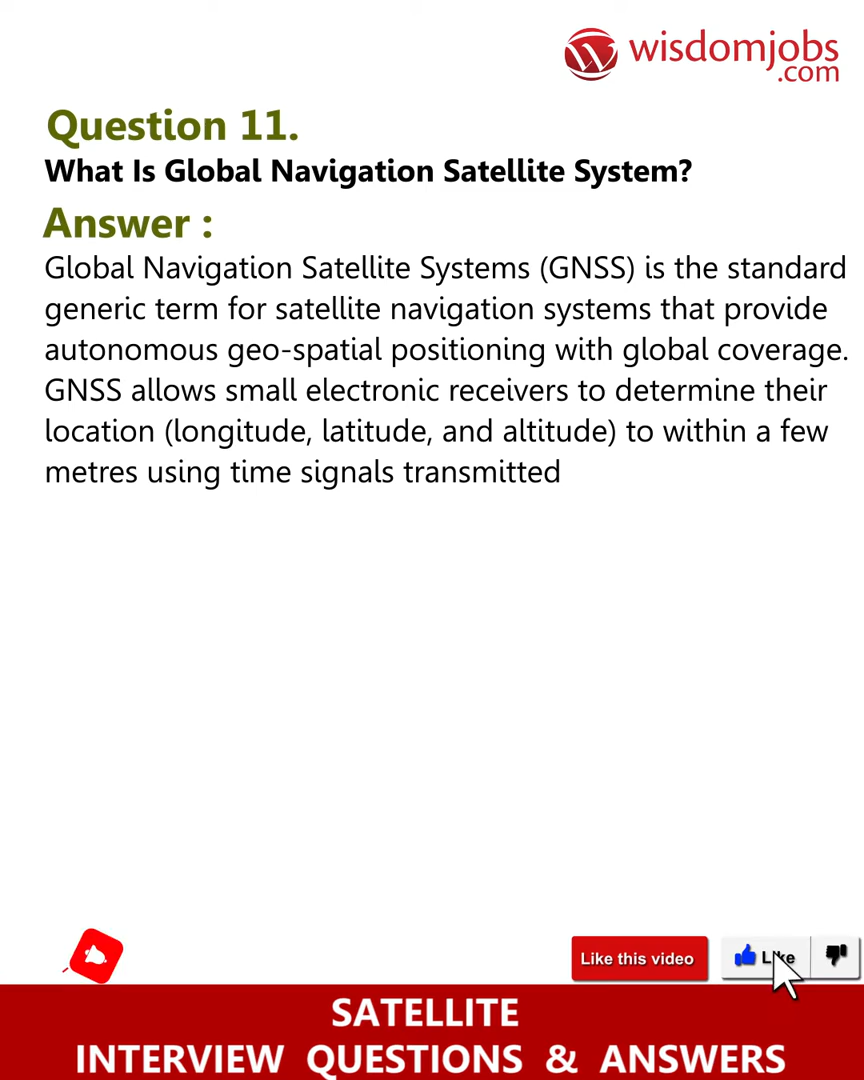 wisdomjobs
.com
Question 11.
What Is Global Navigation Satellite System?
Answer :
Global Navigation Satellite Systems (GNSS) is the standard
generic term for satellite navigation systems that provide
autonomous geo-spatial positioning with global coverage.
GNSS allows small electronic receivers to determine their
location (longitude, latitude, and altitude) to within a few
metres using time signals transmitted
Like this video
Like
SATELLITE
INTERVIEW QUESTIONS & ANSWERS